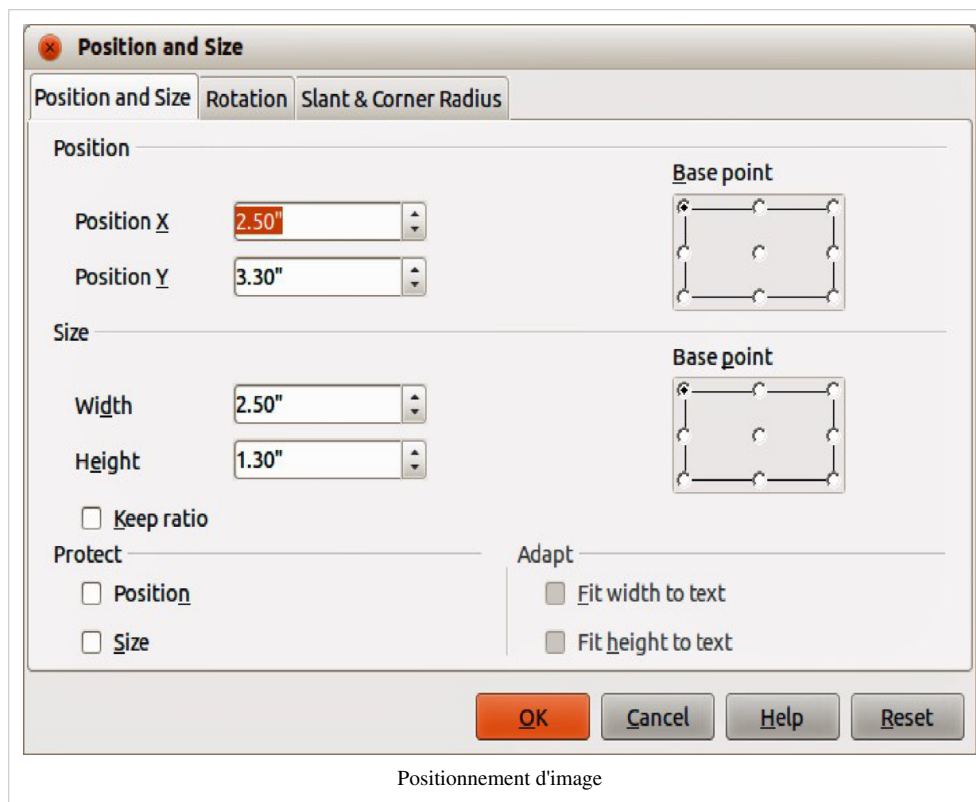 Position and Size
Position and Size Rotation Slant & Corner Radius
Position
Base point
Position X 2.50"
Position Y 3.30"
Size
Base point
Width 2.50"
Height 1.30"
Keep ratio
Protect Adapt
Position Fit width to text
Size Fit height to text
OK Cancel Help Reset
Positionnement d'image